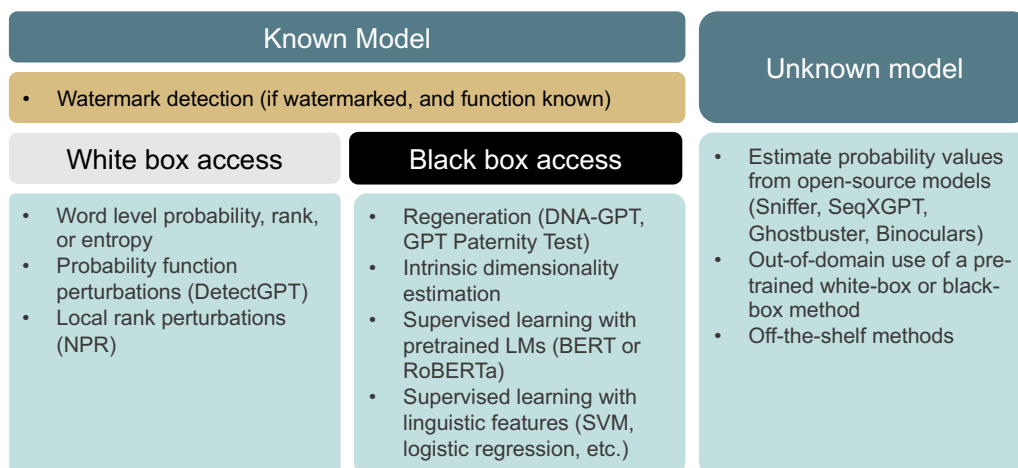 Known Model
• Watermark detection (if watermarked, and function known)
White box access
• Word level probability, rank,
or entropy
• Probability function
perturbations (DetectGPT)
• Local rank perturbations
(NPR)
Black box access
• Regeneration (DNA-GPT,
GPT Paternity Test)
• Intrinsic dimensionality
estimation
• Supervised learning with
pretrained LMs (BERT or
RoBERTa)
• Supervised learning with
linguistic features (SVM,
logistic regression, etc.)
Unknown model
• Estimate probability values
from open-source models
(Sniffer, SeqXGPT,
Ghostbuster, Binoculars)
• Out-of-domain use of a pre-
trained white-box or black-
box method
• Off-the-shelf methods